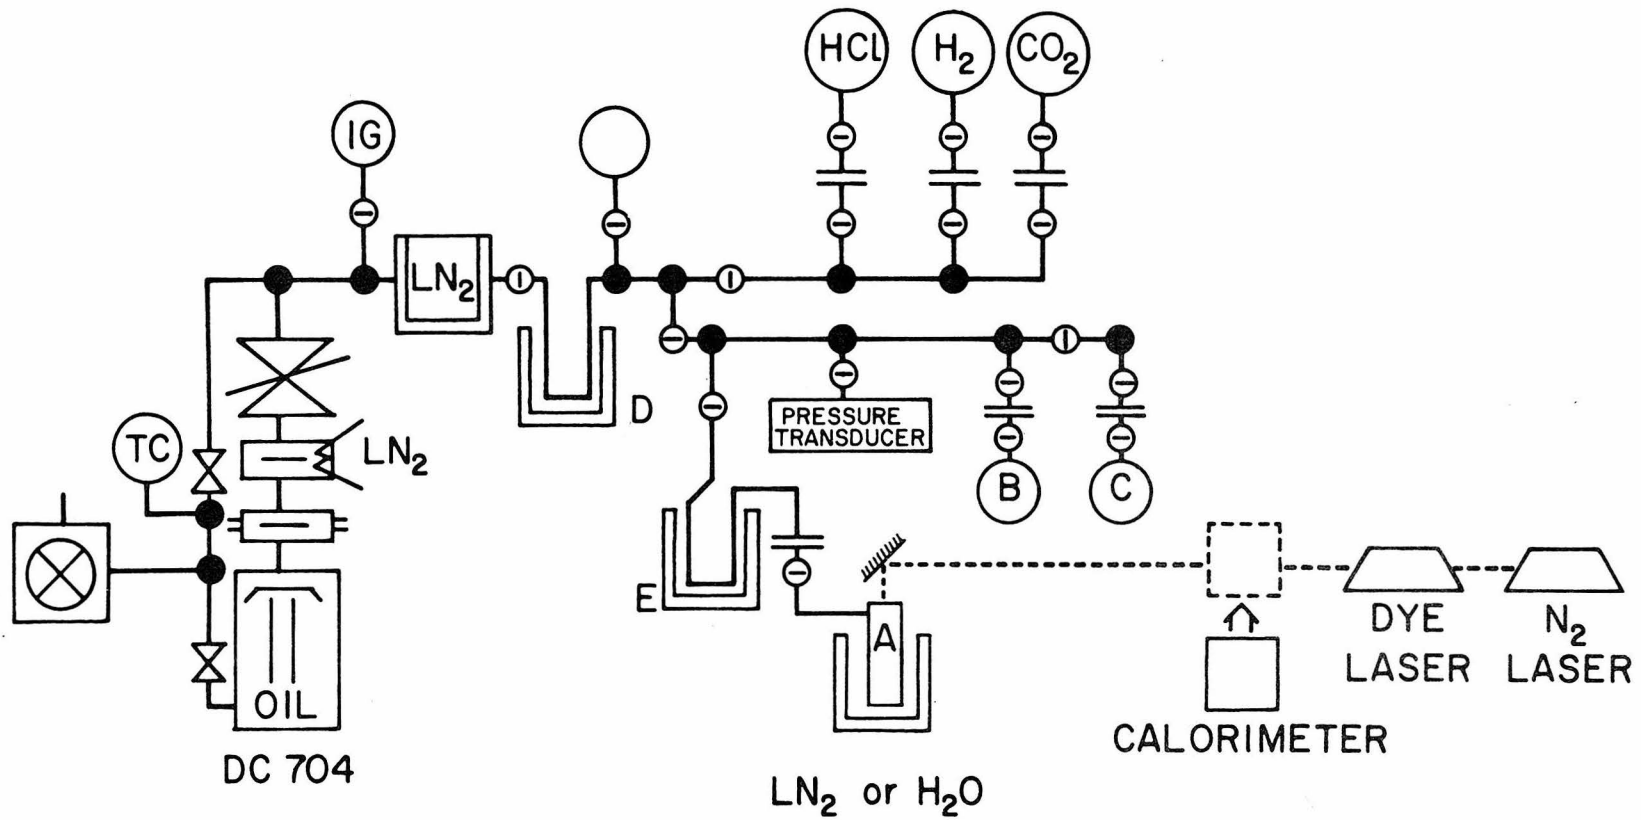 HCl
H2
CO2
IG
LN2
D
PRESSURE
TRANSDUCER
TC
LN2
B
C
E
A
DYE
LASER
N2
LASER
OIL
CALORIMETER
DC 704
LN2 or H2O